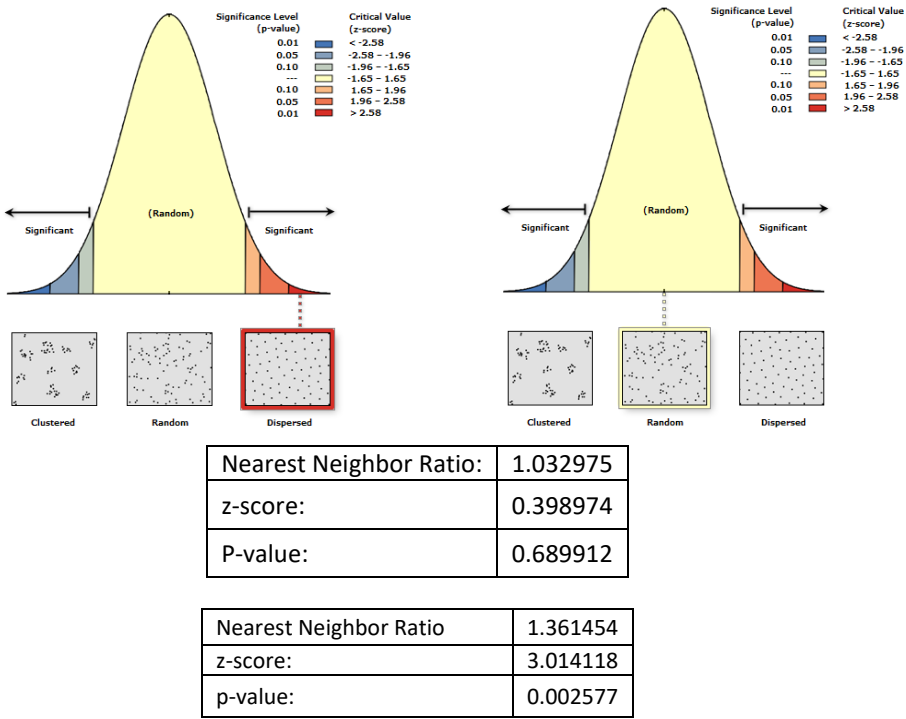 Significance Level (p-value) Critical Value (z-score)
0.01 < -2.58
0.05 -2.58 – -1.96
0.10 -1.96 – -1.65
--- -1.65 – 1.65
0.10 1.65 – 1.96
0.05 1.96 – 2.58
0.01 > 2.58
(Random)
Significant Significant
Clustered Random Dispersed
Significance Level (p-value) Critical Value (z-score)
0.01 < -2.58
0.05 -2.58 – -1.96
0.10 -1.96 – -1.65
--- -1.65 – 1.65
0.10 1.65 – 1.96
0.05 1.96 – 2.58
0.01 > 2.58
(Random)
Significant Significant
Clustered Random Dispersed
Nearest Neighbor Ratio: 1.032975
z-score: 0.398974
P-value: 0.689912
Nearest Neighbor Ratio 1.361454
z-score: 3.014118
p-value: 0.002577